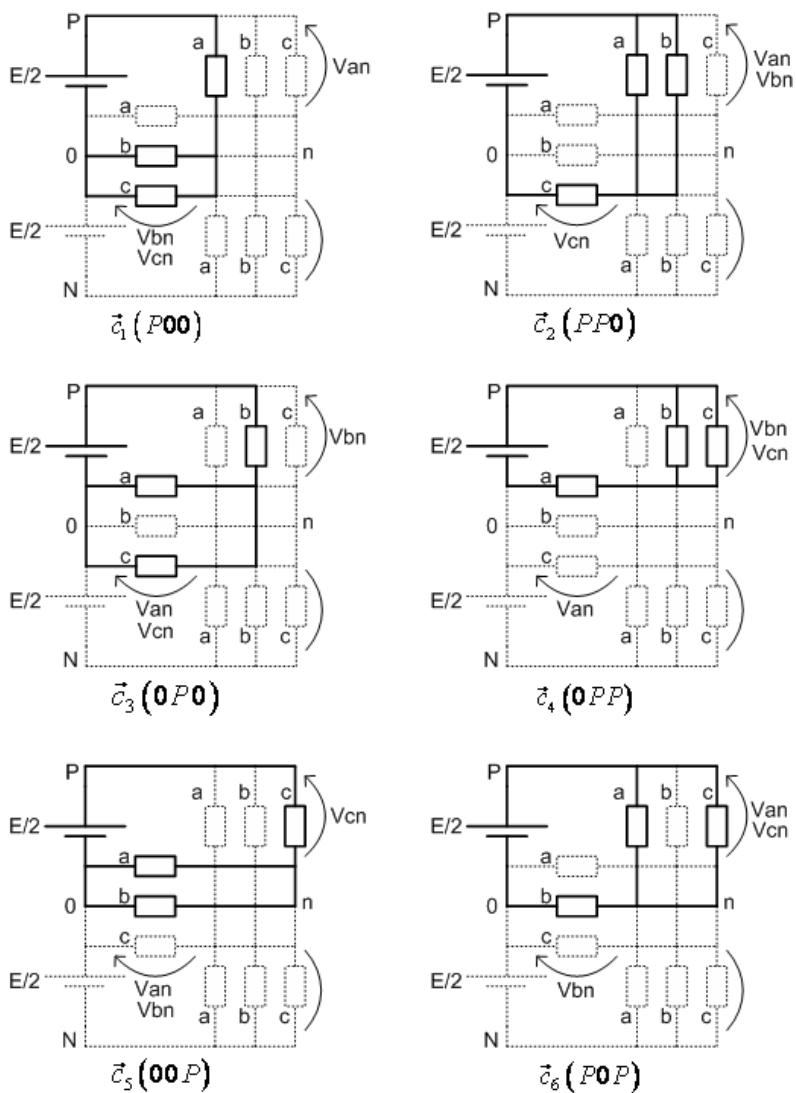 P
a
b
c
Van
E/2
a
0
b
n
c
E/2
Vbn
Vcn
a
b
c
N
c⃗₁(P00)
P
a
b
c
Van
Vbn
E/2
a
0
b
n
c
E/2
Vcn
a
b
c
N
c⃗₂(PP0)
P
a
b
c
Vbn
E/2
a
0
b
n
c
E/2
Van
Vcn
a
b
c
N
c⃗₃(0P0)
P
a
b
c
Vbn
Vcn
E/2
a
0
b
n
c
E/2
Van
a
b
c
N
c⃗₄(0PP)
P
a
b
c
Vcn
E/2
a
0
b
n
c
E/2
Van
Vbn
a
b
c
N
c⃗₅(00P)
P
a
b
c
Van
Vcn
E/2
a
0
b
n
c
E/2
Vbn
a
b
c
N
c⃗₆(P0P)